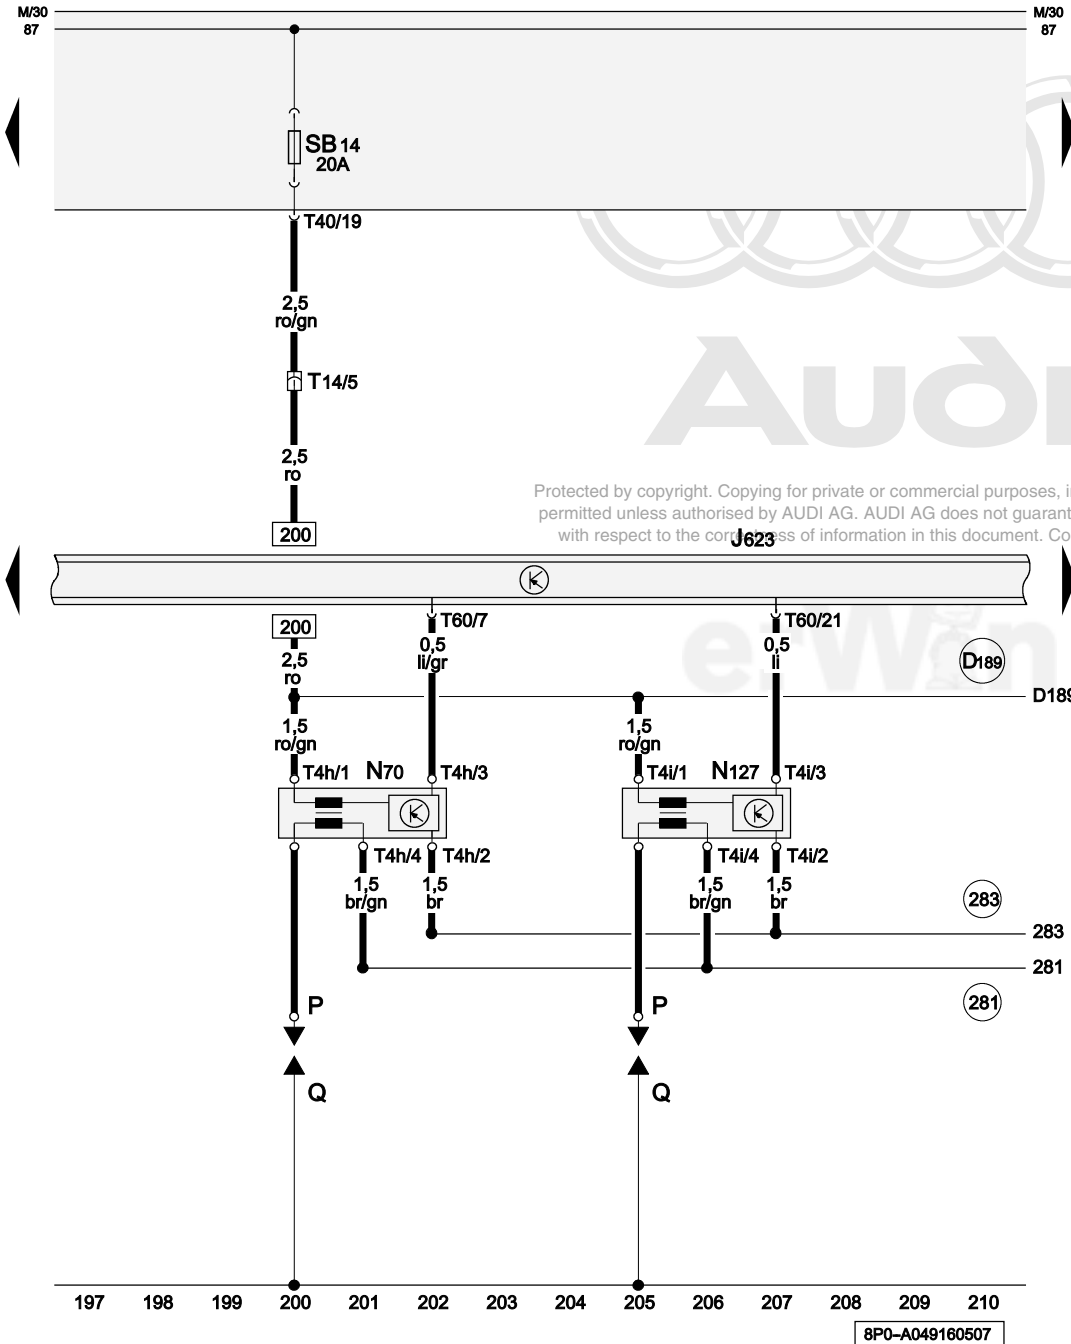 M/30 M/30
87 87
SB14
20A
T40/19
2,5
ro/gn
T14/5
Audi
2,5
ro
Protected by copyright. Copying for private or commercial purposes, i
permitted unless authorised by AUDI AG. AUDI AG does not guarant
200 with respect to the correctness of information in this document. Co
J623
200 T60/7 T60/21
2,5 0,5 0,5
ro li/gr li
erWin
D189
D189
1,5 1,5
ro/gn ro/gn
T4h/1 N70 T4h/3 T4i/1 N127 T4i/3
T4h/4 T4h/2 T4i/4 T4i/2
1,5 1,5 1,5 1,5
br/gn br br/gn br
283
283
281
P P 281
Q Q
197 198 199 200 201 202 203 204 205 206 207 208 209 210
8P0-A049160507